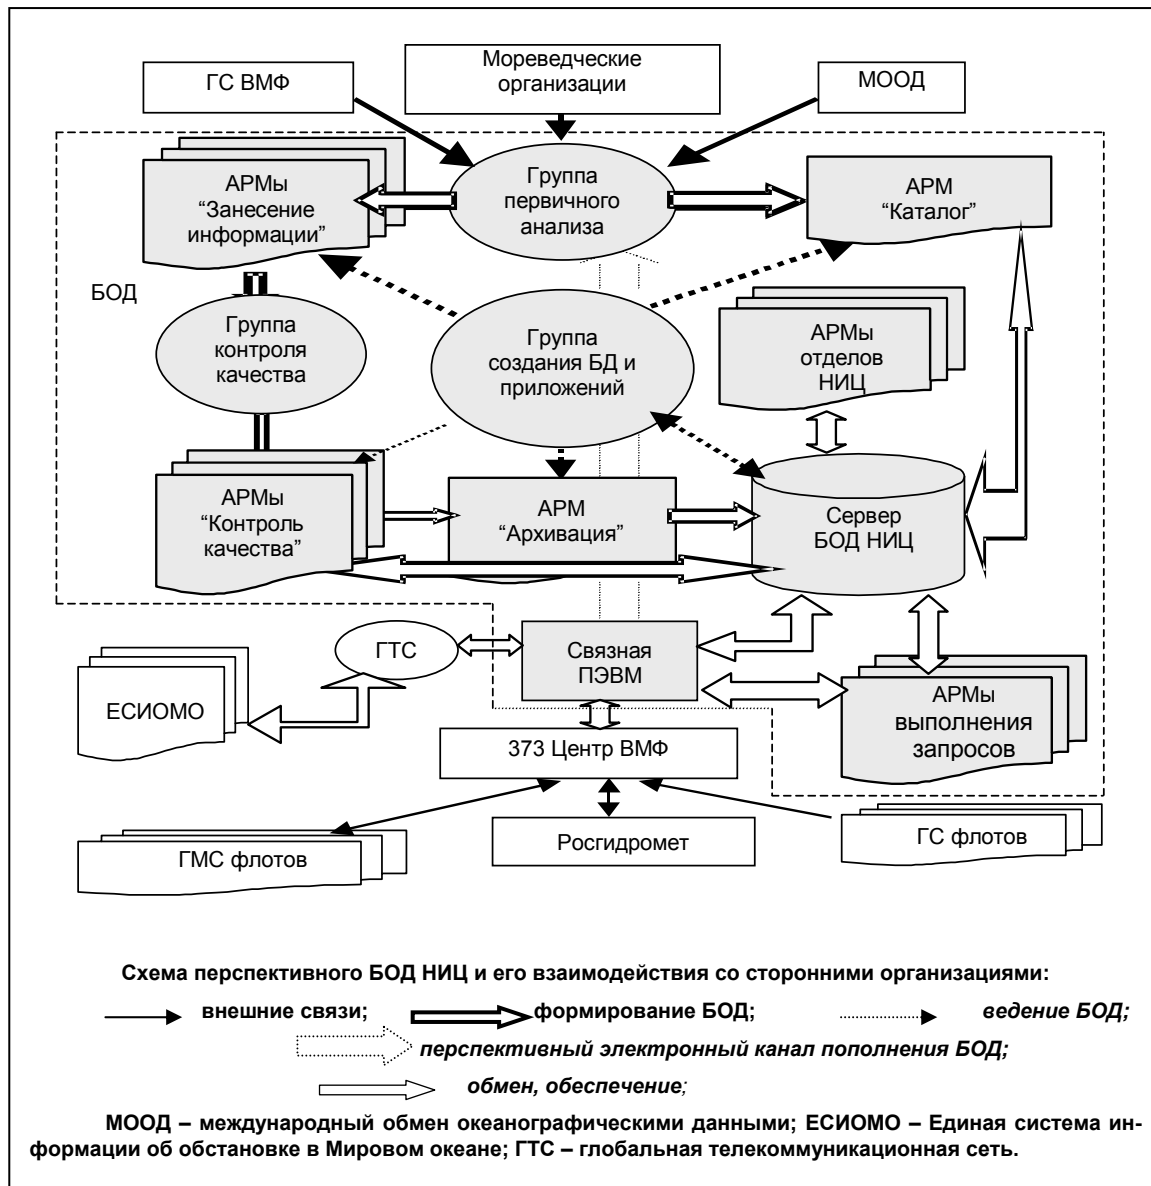 Мореведческие
организации
ГС ВМФ
МООД
Группа
первичного
анализа
АРМы
“Занесение
информации”
АРМ
“Каталог”
БОД
Группа
контроля
качества
Группа
создания БД и
приложений
АРМы
отделов
НИЦ
АРМы
“Контроль
качества”
АРМ
“Архивация”
Сервер
БОД НИЦ
ГТС
Связная
ПЭВМ
ЕСИОМО
АРМы
выполнения
запросов
373 Центр ВМФ
ГМС флотов
Росгидромет
ГС флотов
Схема перспективного БОД НИЦ и его взаимодействия со сторонними организациями:
внешние связи; формирование БОД; ведение БОД;
перспективный электронный канал пополнения БОД;
обмен, обеспечение;
МООД – международный обмен океанографическими данными; ЕСИОМО – Единая система ин-
формации об обстановке в Мировом океане; ГТС – глобальная телекоммуникационная сеть.